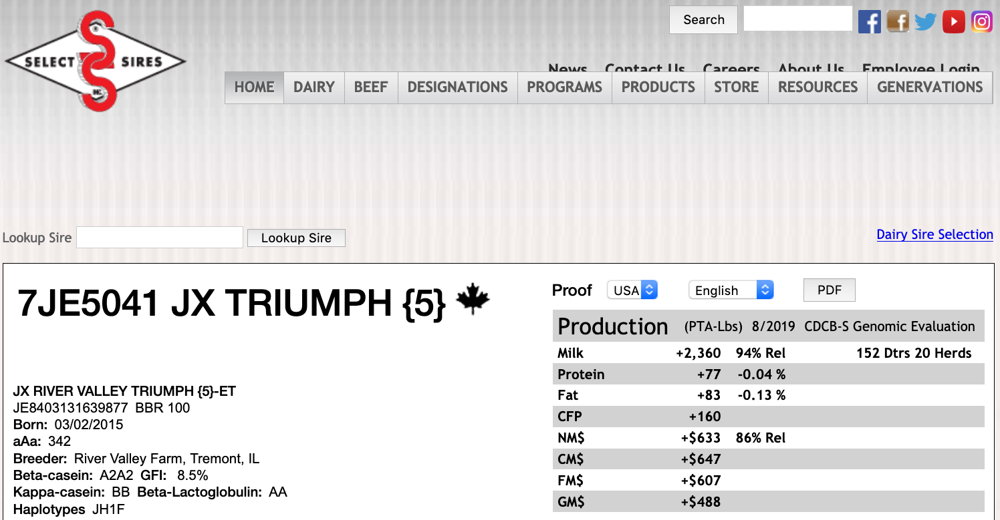 SELECT SIRES
INC.
Search
News Contact Us Careers About Us Employee Login
HOME DAIRY BEEF DESIGNATIONS PROGRAMS PRODUCTS STORE RESOURCES GENERVATIONS
Lookup Sire Lookup Sire
Dairy Sire Selection
7JE5041 JX TRIUMPH {5}
JX RIVER VALLEY TRIUMPH {5}-ET
JE8403131639877 BBR 100
Born: 03/02/2015
aAa: 342
Breeder: River Valley Farm, Tremont, IL
Beta-casein: A2A2 GFI: 8.5%
Kappa-casein: BB Beta-Lactoglobulin: AA
Haplotypes JH1F
Proof USA English PDF
Production (PTA-Lbs) 8/2019 CDCB-S Genomic Evaluation
Milk +2,360 94% Rel 152 Dtrs 20 Herds
Protein +77 -0.04 %
Fat +83 -0.13 %
CFP +160
NM$ +$633 86% Rel
CM$ +$647
FM$ +$607
GM$ +$488